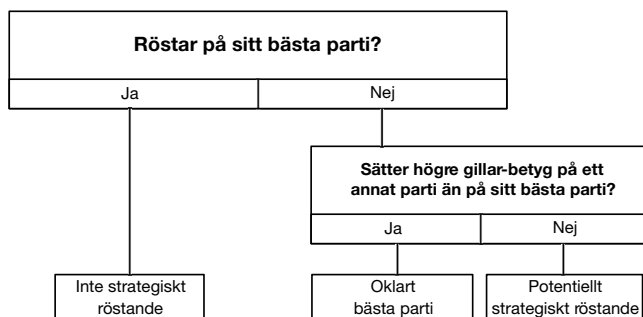 Röstar på sitt bästa parti?
Ja
Nej
Sätter högre gillar-betyg på ett
annat parti än på sitt bästa parti?
Ja
Nej
Inte strategiskt
röstande
Oklart
bästa parti
Potentiellt
strategiskt röstande